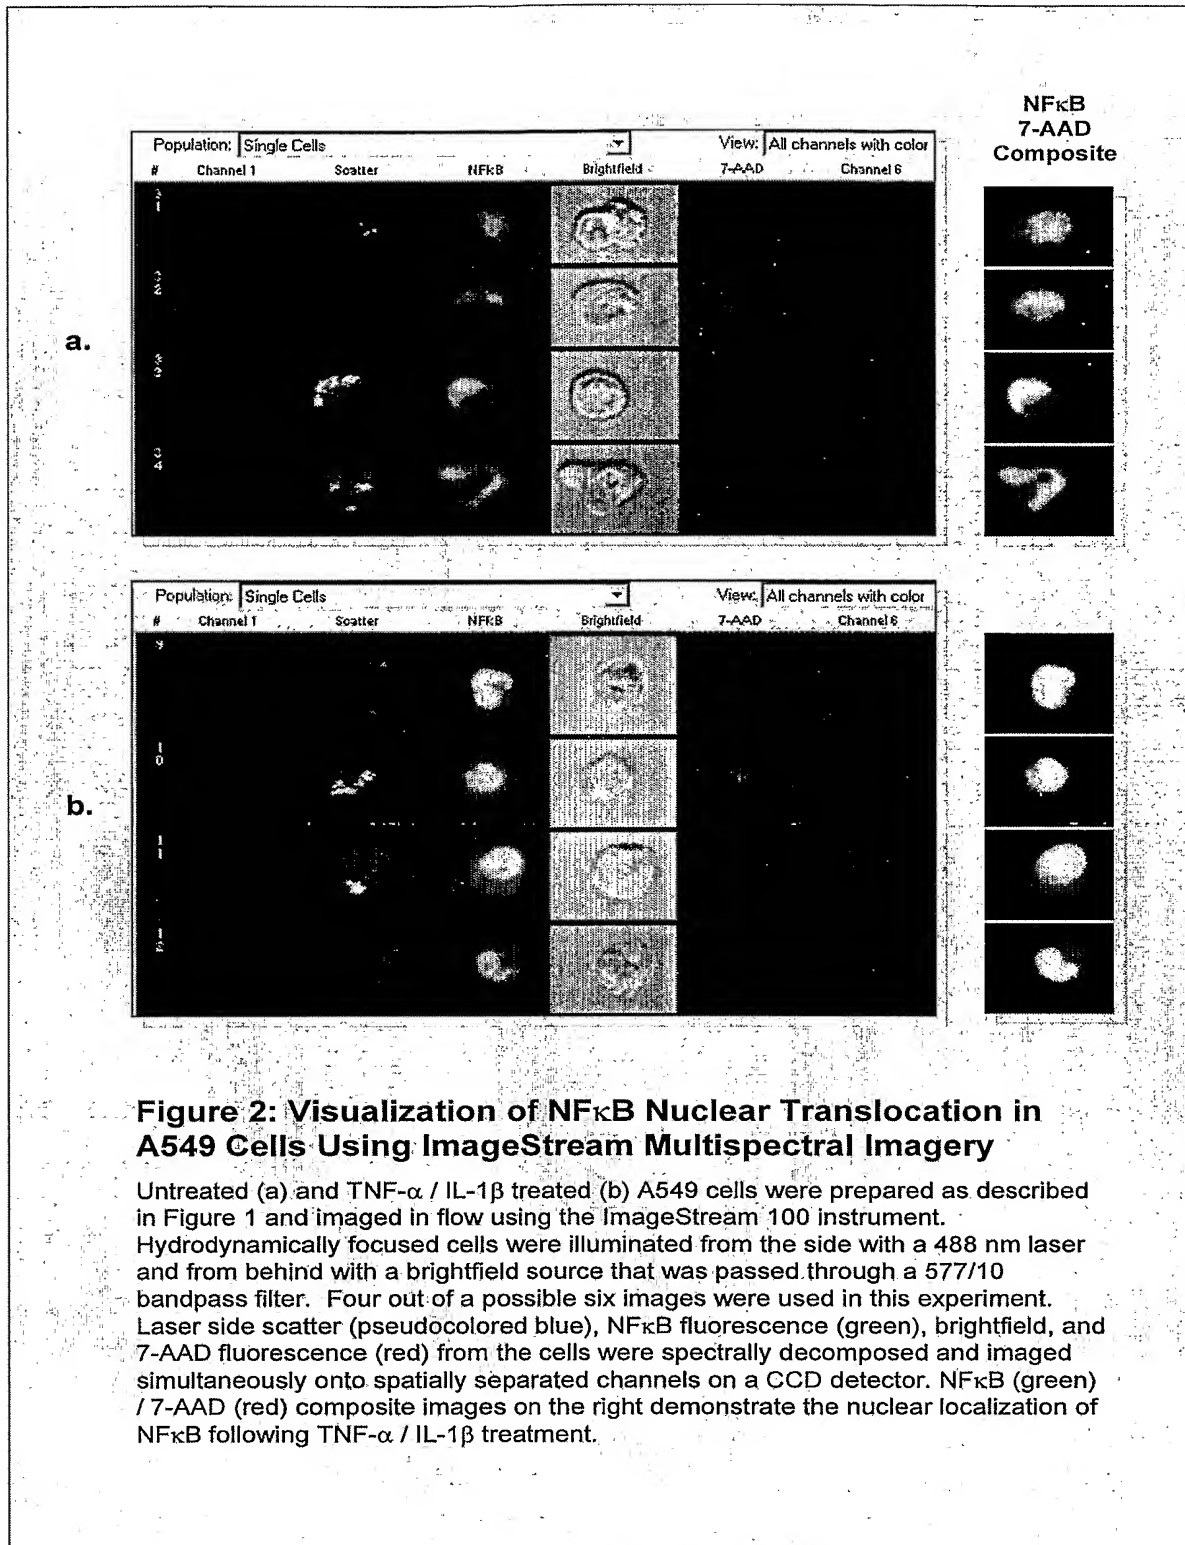 NFκB
7-AAD
Composite
Population: Single Cells View: All channels with color
# Channel 1 Scatter NFkB Brightfield 7-AAD Channel 6
31
32
34
a.
Population: Single Cells View: All channels with color
# Channel 1 Scatter NFkB Brightfield 7-AAD Channel 6
9
10
11
12
b.
Figure 2: Visualization of NFκB Nuclear Translocation in
A549 Cells Using ImageStream Multispectral Imagery
Untreated (a) and TNF-α / IL-1β treated (b) A549 cells were prepared as described
in Figure 1 and imaged in flow using the ImageStream 100 instrument.
Hydrodynamically focused cells were illuminated from the side with a 488 nm laser
and from behind with a brightfield source that was passed through a 577/10
bandpass filter. Four out of a possible six images were used in this experiment.
Laser side scatter (pseudocolored blue), NFκB fluorescence (green), brightfield, and
7-AAD fluorescence (red) from the cells were spectrally decomposed and imaged
simultaneously onto spatially separated channels on a CCD detector. NFκB (green)
/ 7-AAD (red) composite images on the right demonstrate the nuclear localization of
NFκB following TNF-α / IL-1β treatment.